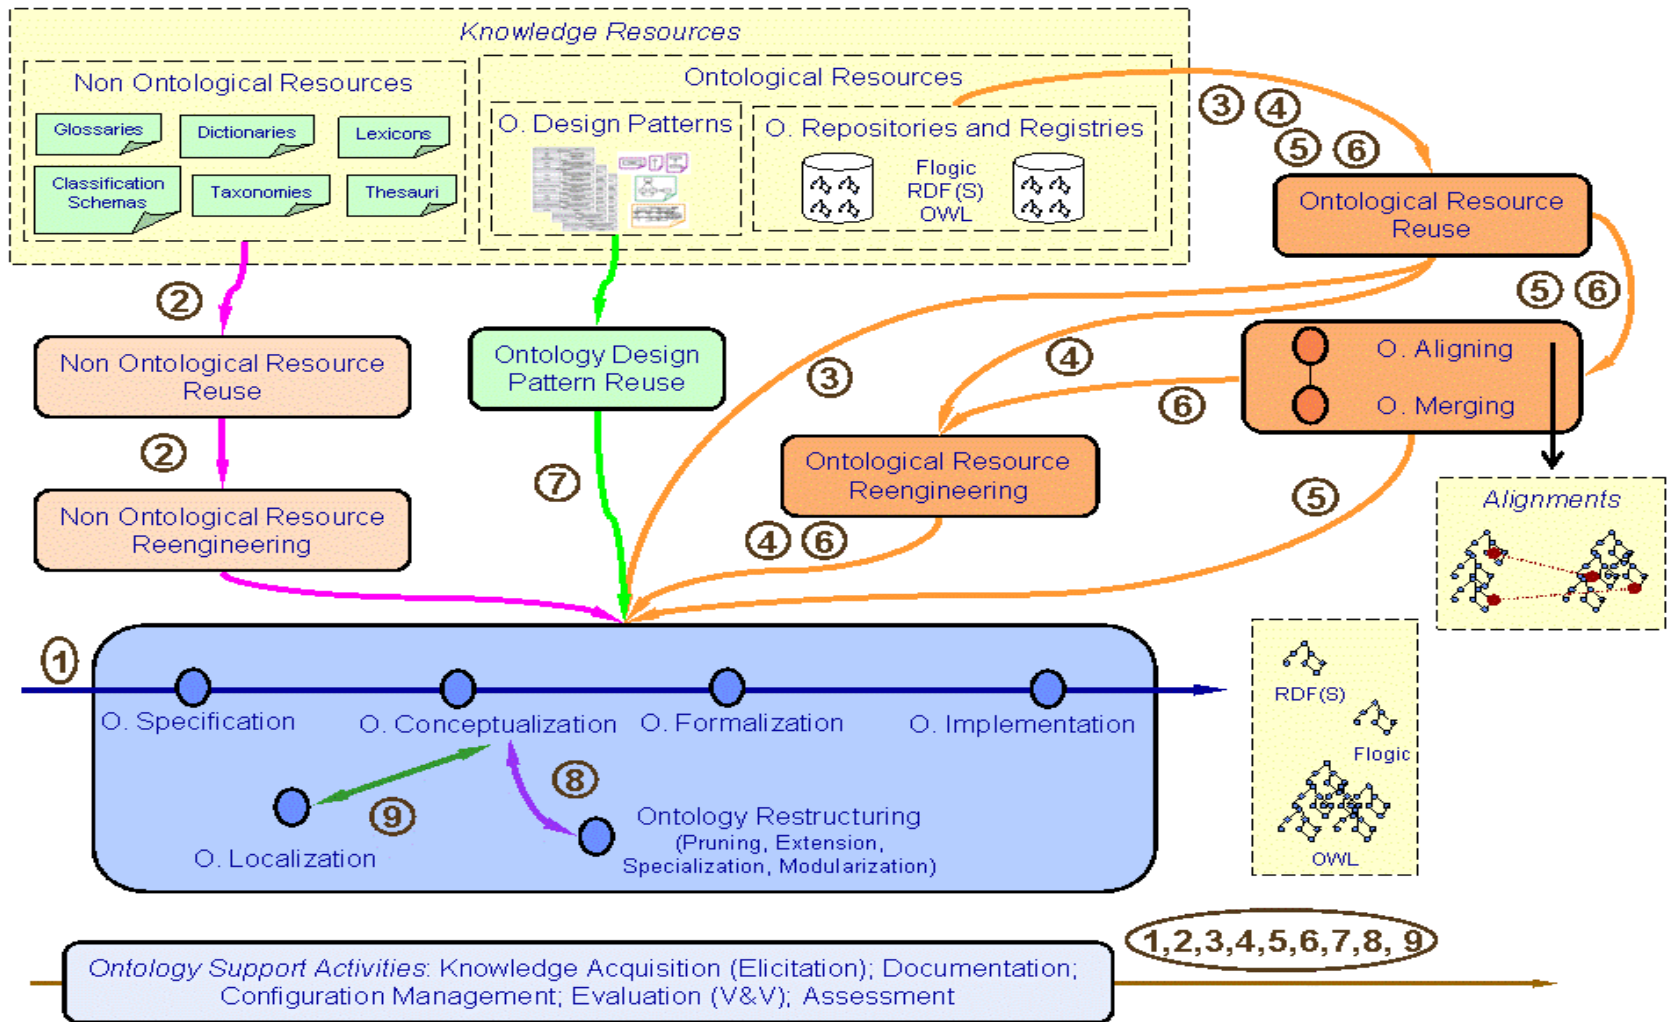 Knowledge Resources
Non Ontological Resources
Glossaries
Dictionaries
Lexicons
Classification
Schemas
Taxonomies
Thesauri
Ontological Resources
O. Design Patterns
O. Repositories and Registries
Flogic
RDF(S)
OWL
3
4
5
6
Ontological Resource
Reuse
2
5
6
Non Ontological Resource
Reuse
Ontology Design
Pattern Reuse
3
4
6
O. Aligning
O. Merging
2
7
Ontological Resource
Reengineering
5
Alignments
Non Ontological Resource
Reengineering
4
6
1
O. Specification
O. Conceptualization
O. Formalization
O. Implementation
9
8
O. Localization
Ontology Restructuring
(Pruning, Extension,
Specialization, Modularization)
RDF(S)
Flogic
OWL
1,2,3,4,5,6,7,8, 9
Ontology Support Activities: Knowledge Acquisition (Elicitation); Documentation;
Configuration Management; Evaluation (V&V); Assessment